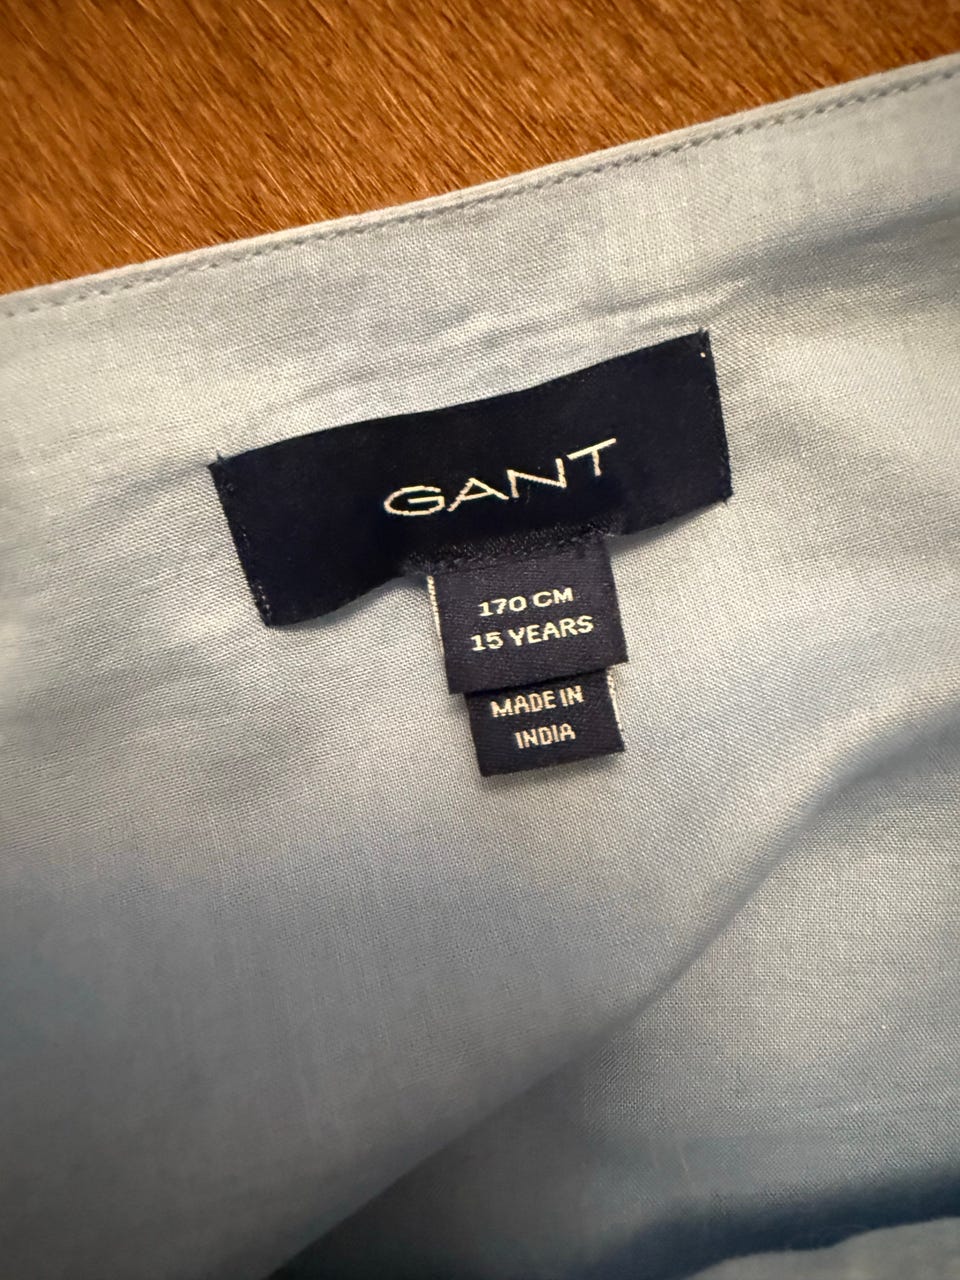 GANT
170 CM
15 YEARS
MADE IN
INDIA